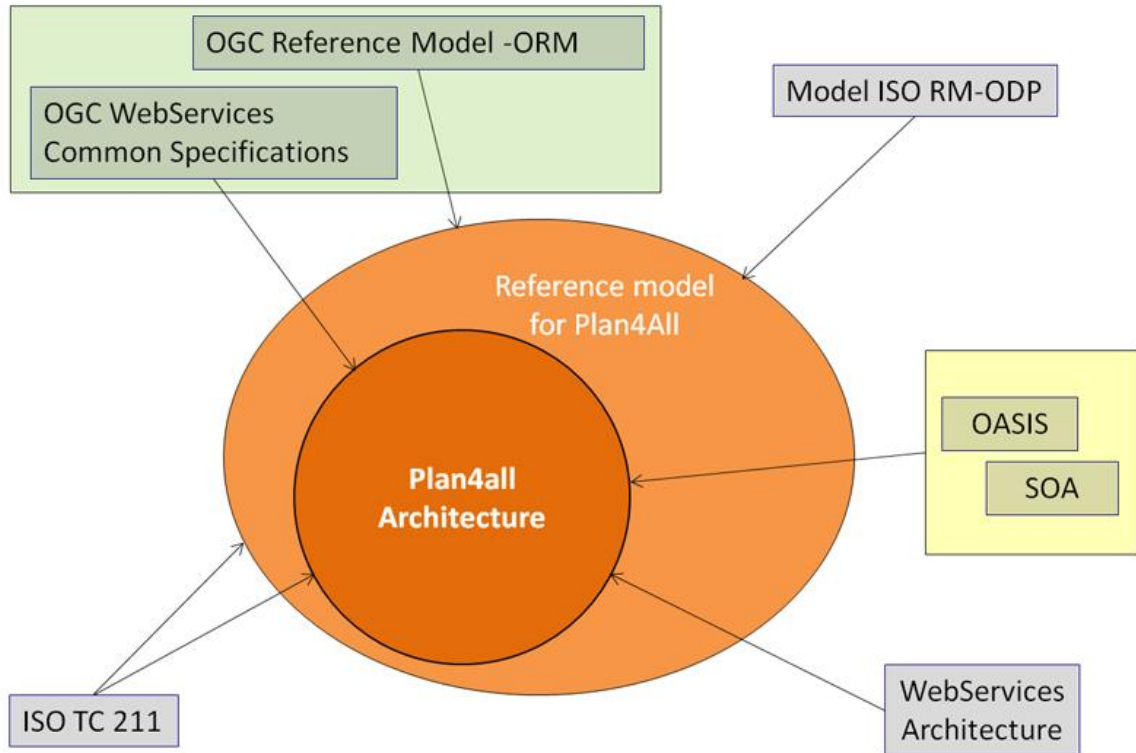 OGC Reference Model -ORM
OGC WebServices
Common Specifications
Model ISO RM-ODP
Reference model
for Plan4All
OASIS
SOA
Plan4all
Architecture
ISO TC 211
WebServices
Architecture